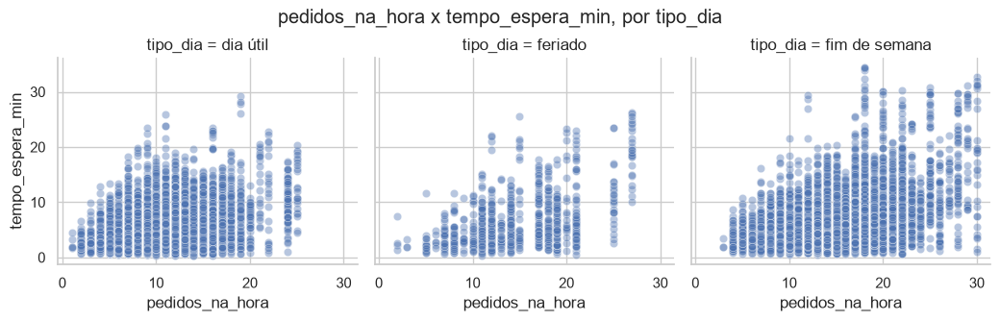 pedidos_na_hora x tempo_espera_min, por tipo_dia
tipo_dia = dia útil
tipo_dia = feriado
tipo_dia = fim de semana
tempo_espera_min
30
20
10
0
0 10 20 30
0 10 20 30
0 10 20 30
pedidos_na_hora
pedidos_na_hora
pedidos_na_hora